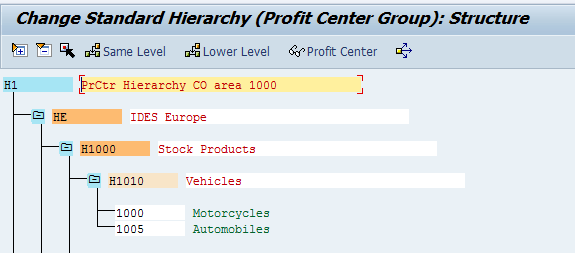 Change Standard Hierarchy (Profit Center Group): Structure
Same Level Lower Level Profit Center
H1 PrCtr Hierarchy CO area 1000
HE IDES Europe
H1000 Stock Products
H1010 Vehicles
1000 Motorcycles
1005 Automobiles